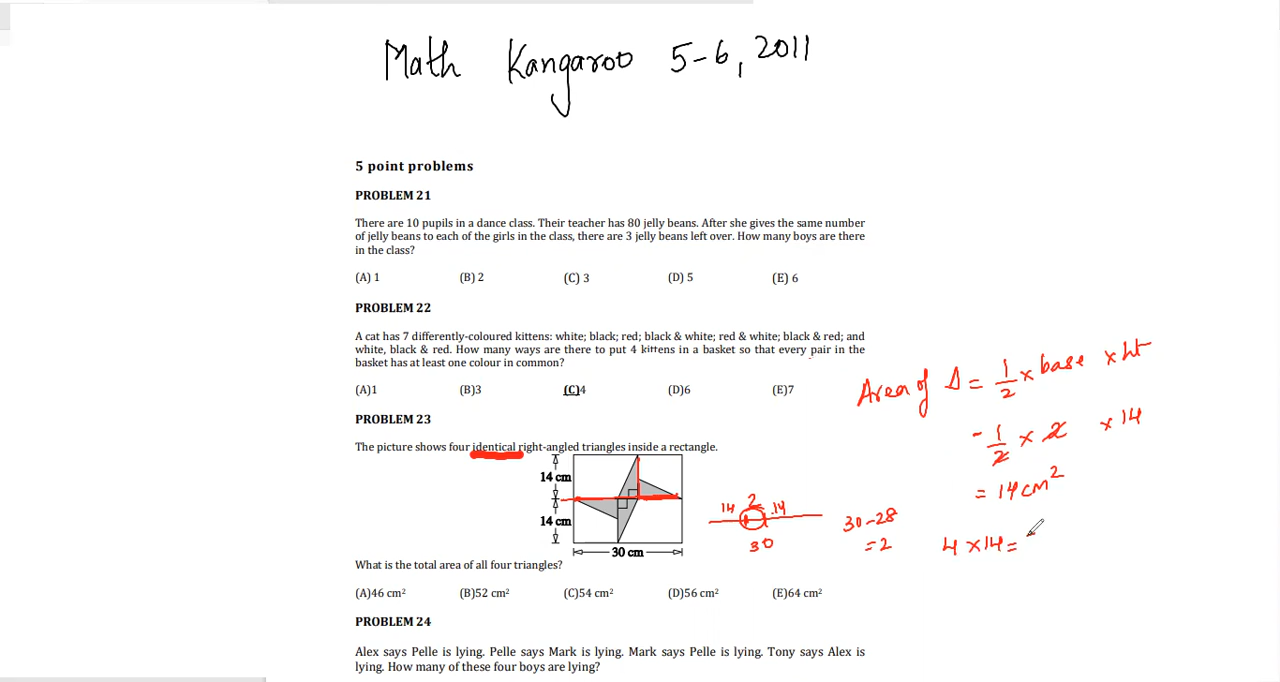 Math Kangaroo 5-6, 2011
5 point problems
PROBLEM 21
There are 10 pupils in a dance class. Their teacher has 80 jelly beans. After she gives the same number
of jelly beans to each of the girls in the class, there are 3 jelly beans left over. How many boys are there
in the class?
(A) 1 (B) 2 (C) 3 (D) 5 (E) 6
PROBLEM 22
A cat has 7 differently-coloured kittens: white; black; red; black & white; red & white; black & red; and
white, black & red. How many ways are there to put 4 kittens in a basket so that every pair in the
basket has at least one colour in common?
(A)1 (B)3 (C)4 (D)6 (E)7
PROBLEM 23
The picture shows four identical right-angled triangles inside a rectangle.
14 cm
14 cm
30 cm
14 2 14
30
30-28
=2
Area of Δ = 1/2 × base × ht
- 1/2 × 2 × 14
= 14 cm²
4 × 14 =
What is the total area of all four triangles?
(A)46 cm² (B)52 cm² (C)54 cm² (D)56 cm² (E)64 cm²
PROBLEM 24
Alex says Pelle is lying. Pelle says Mark is lying. Mark says Pelle is lying. Tony says Alex is
lying. How many of these four boys are lying?